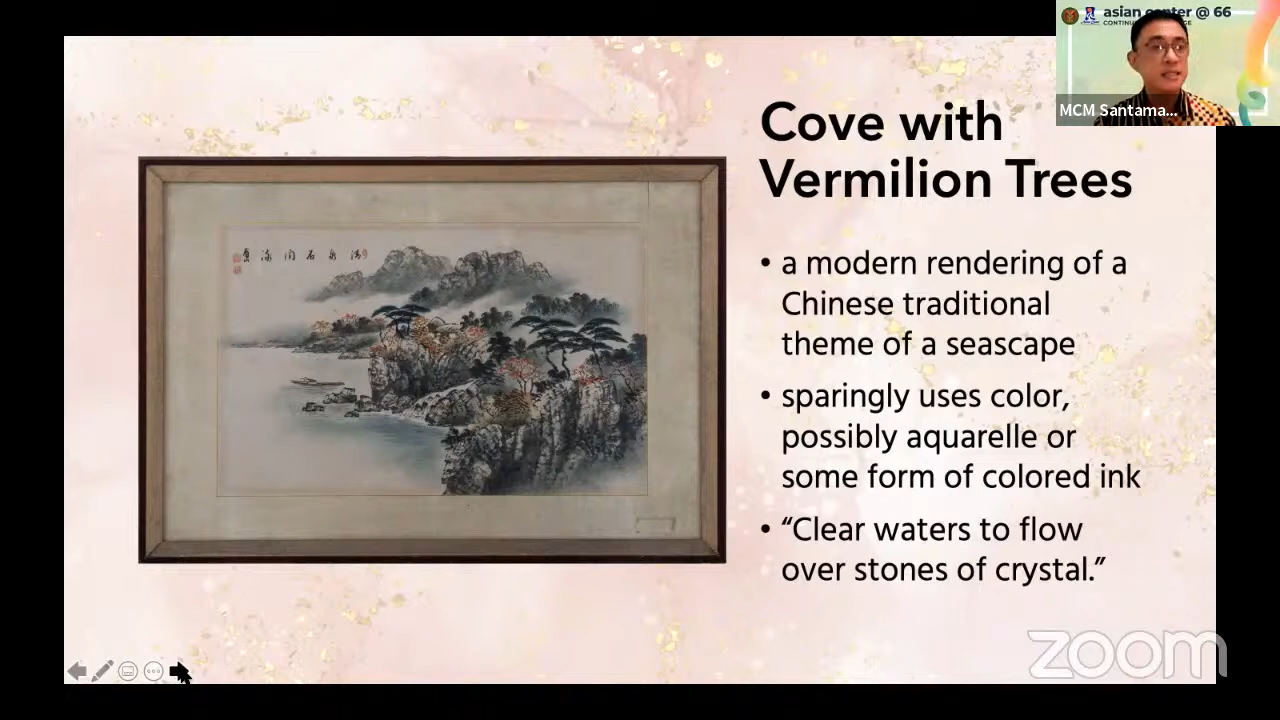 asian center @ 66
MCM Santama...
Cove with
Vermilion Trees
• a modern rendering of a
Chinese traditional
theme of a seascape
• sparingly uses color,
possibly aquarelle or
some form of colored ink
• “Clear waters to flow
over stones of crystal.”
zoom